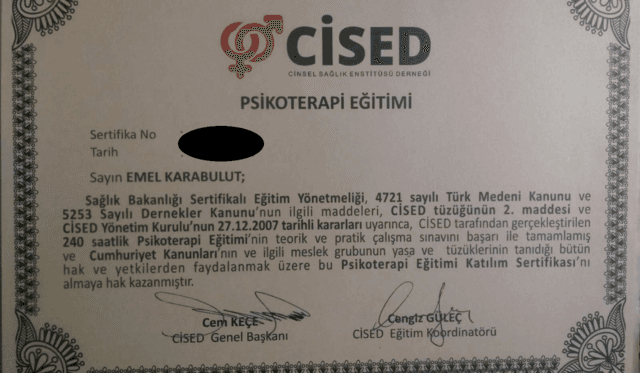 CİSED
CİNSEL SAĞLIK ENSTİTÜSÜ DERNEĞİ
PSİKOTERAPİ EĞİTİMİ
Sertifika No :
Tarih
Sayın EMEL KARABULUT;
Sağlık Bakanlığı Sertifikalı Eğitim Yönetmeliği, 4721 sayılı Türk Medeni Kanunu ve
5253 Sayılı Dernekler Kanunu'nun ilgili maddeleri, CİSED tüzüğünün 2. maddesi ve
CİSED Yönetim Kurulu'nun 27.12.2007 tarihli kararları uyarınca, CİSED tarafından gerçekleştirilen
240 saatlik Psikoterapi Eğitimi'nin teorik ve pratik çalışma sınavını başarı ile tamamlamış
ve Cumhuriyet Kanunları'nın ve ilgili meslek grubunun yasa ve tüzüklerinin tanıdığı bütün
hak ve yetkilerden faydalanmak üzere bu Psikoterapi Eğitimi Katılım Sertifikası'nı
almaya hak kazanmıştır.
Cem KEÇE
CİSED Genel Başkanı
Cengiz GÜLEÇ
CİSED Eğitim Koordinatörü